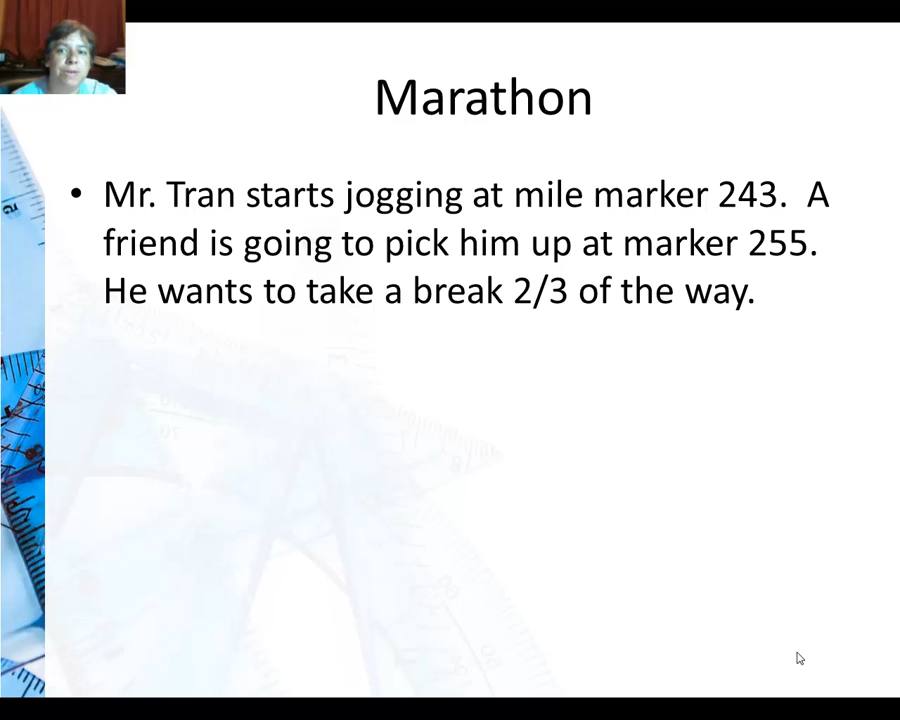 Marathon
• Mr. Tran starts jogging at mile marker 243. A
friend is going to pick him up at marker 255.
He wants to take a break 2/3 of the way.